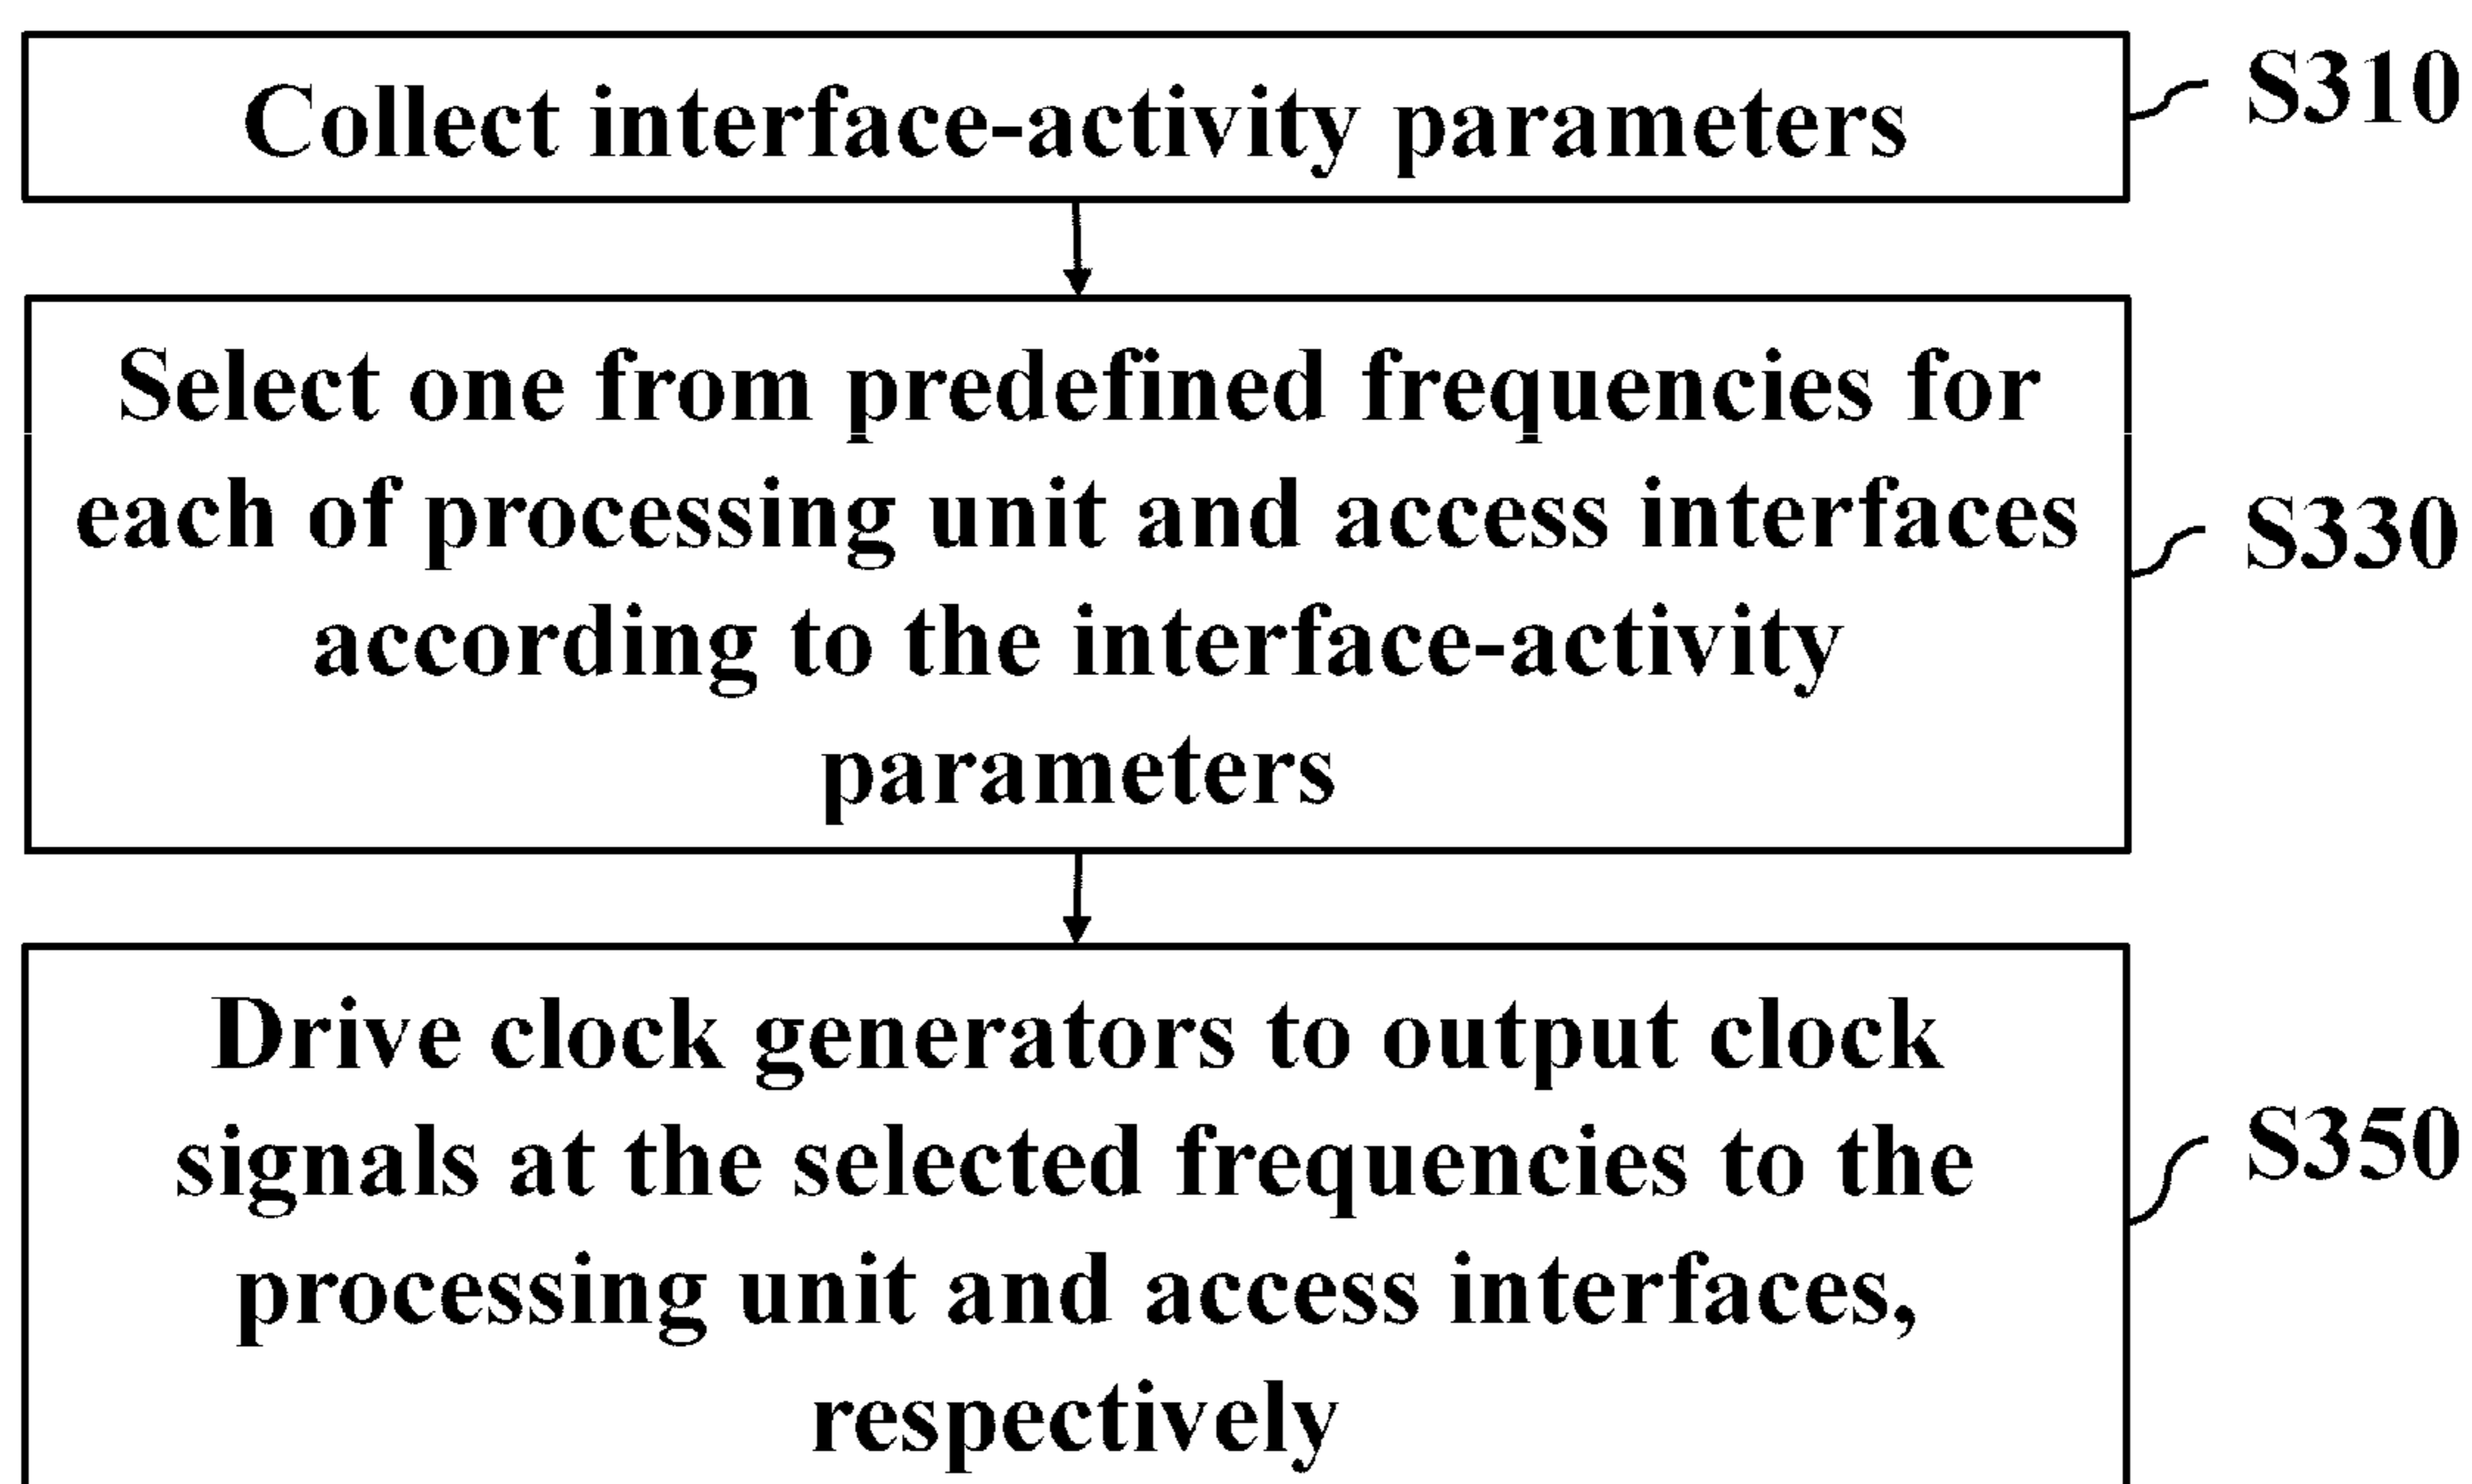 Collect interface-activity parameters
S310
Select one from predefined frequencies for
each of processing unit and access interfaces
according to the interface-activity
parameters
S330
Drive clock generators to output clock
signals at the selected frequencies to the
processing unit and access interfaces,
respectively
S350